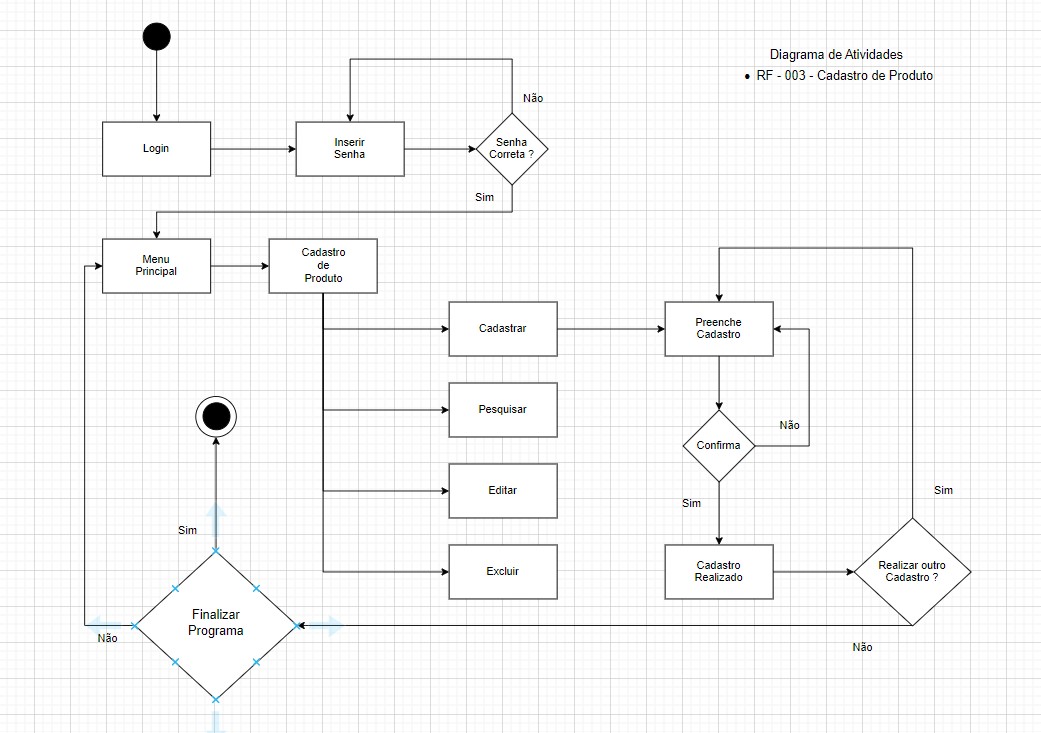 Diagrama de Atividades
• RF - 003 - Cadastro de Produto
Não
Login
Inserir
Senha
Senha
Correta ?
Sim
Menu
Principal
Cadastro
de
Produto
Cadastrar
Preenche
Cadastro
Pesquisar
Não
Confirma
Editar
Sim
Sim
Sim
Excluir
Cadastro
Realizado
Realizar outro
Cadastro ?
Finalizar
Programa
Não
Não